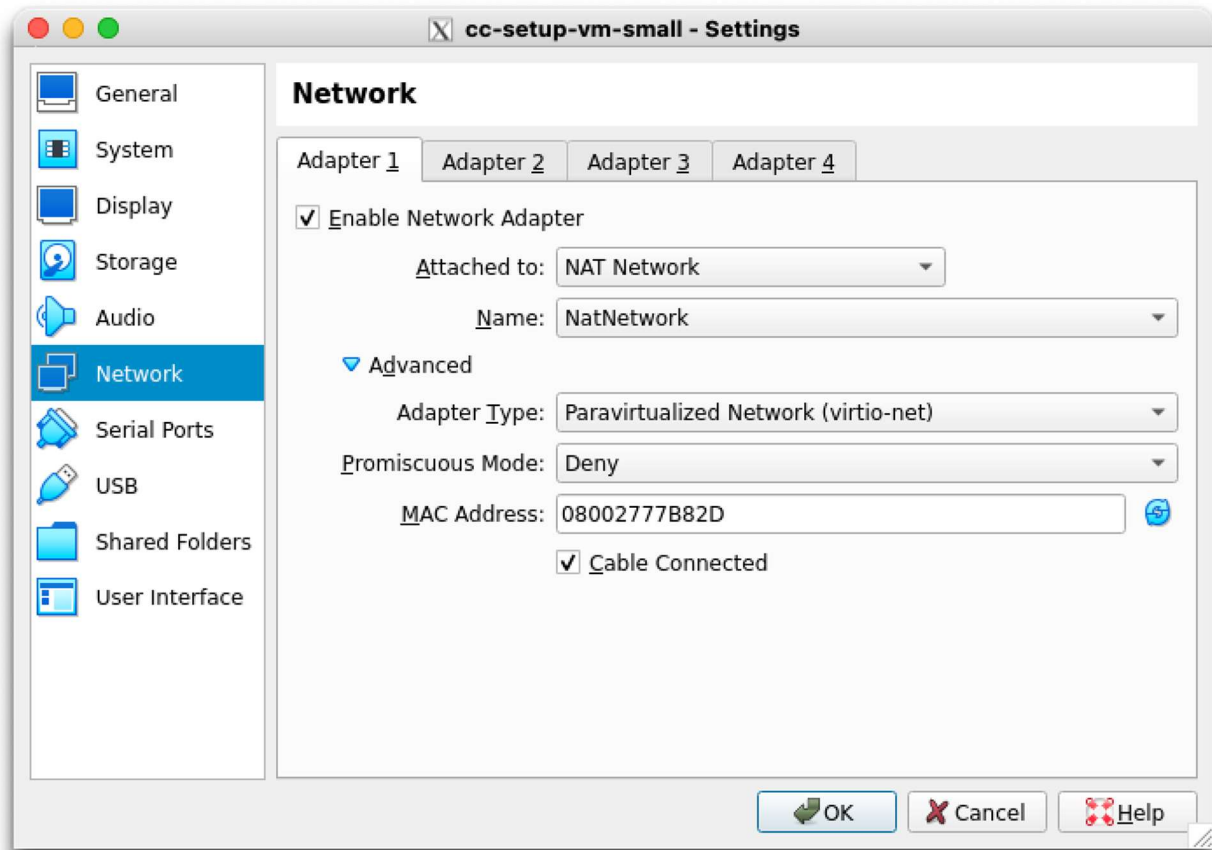 cc-setup-vm-small - Settings
General
System
Display
Storage
Audio
Network
Serial Ports
USB
Shared Folders
User Interface
Network
Adapter 1 Adapter 2 Adapter 3 Adapter 4
Enable Network Adapter
Attached to: NAT Network
Name: NatNetwork
Advanced
Adapter Type: Paravirtualized Network (virtio-net)
Promiscuous Mode: Deny
MAC Address: 08002777B82D
Cable Connected
OK Cancel Help